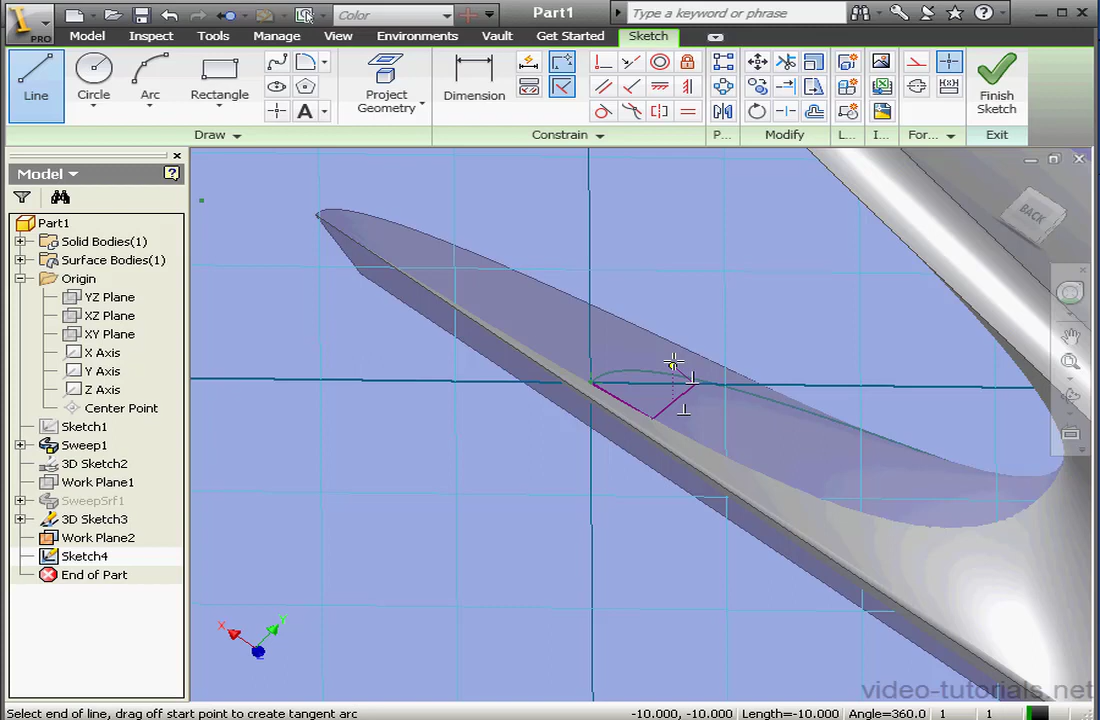 Color
Part1
Type a keyword or phrase
PRO
Model
Inspect
Tools
Manage
View
Environments
Vault
Get Started
Sketch
Line
Circle
Arc
Rectangle
A
Project
Geometry
Dimension
Finish
Sketch
Draw
Constrain
P...
Modify
L...
I...
For...
Exit
Model
Part1
Solid Bodies(1)
Surface Bodies(1)
Origin
YZ Plane
XZ Plane
XY Plane
X Axis
Y Axis
Z Axis
Center Point
Sketch1
Sweep1
3D Sketch2
Work Plane1
SweepSrf1
3D Sketch3
Work Plane2
Sketch4
End of Part
BACK
X
Y
Z
video-tutorials.net
Select end of line, drag off start point to create tangent arc
-10.000, -10.000 Length=-10.000 Angle=360.0 1 1